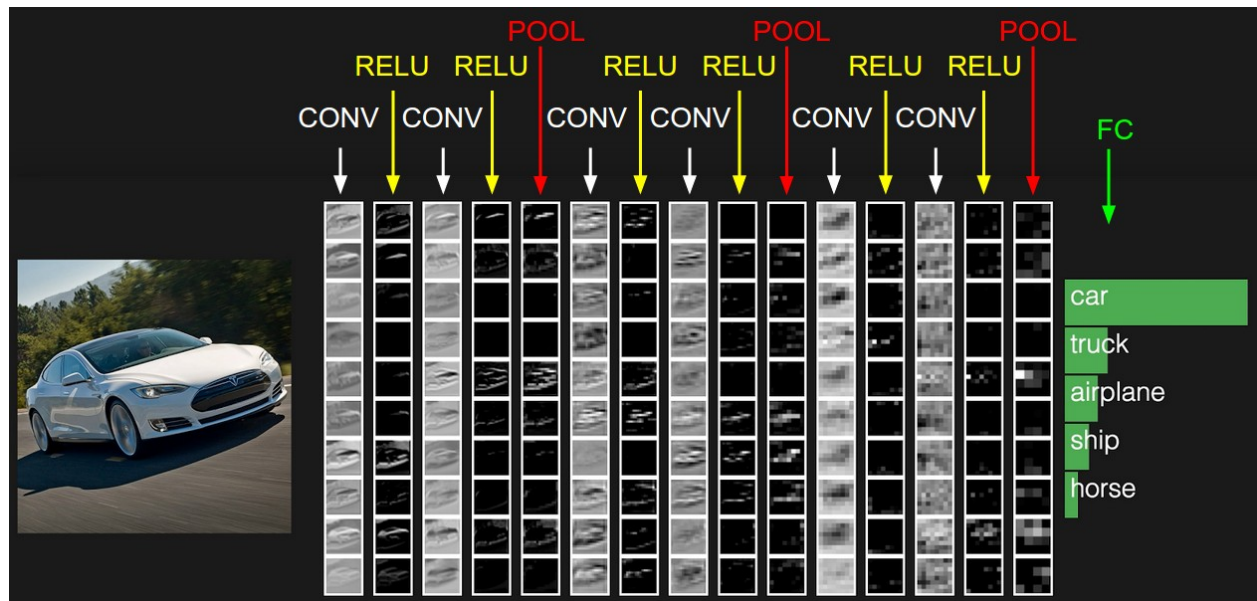 POOL POOL POOL
RELU RELU RELU RELU RELU RELU
CONV CONV CONV CONV CONV CONV
FC
car
truck
airplane
ship
horse